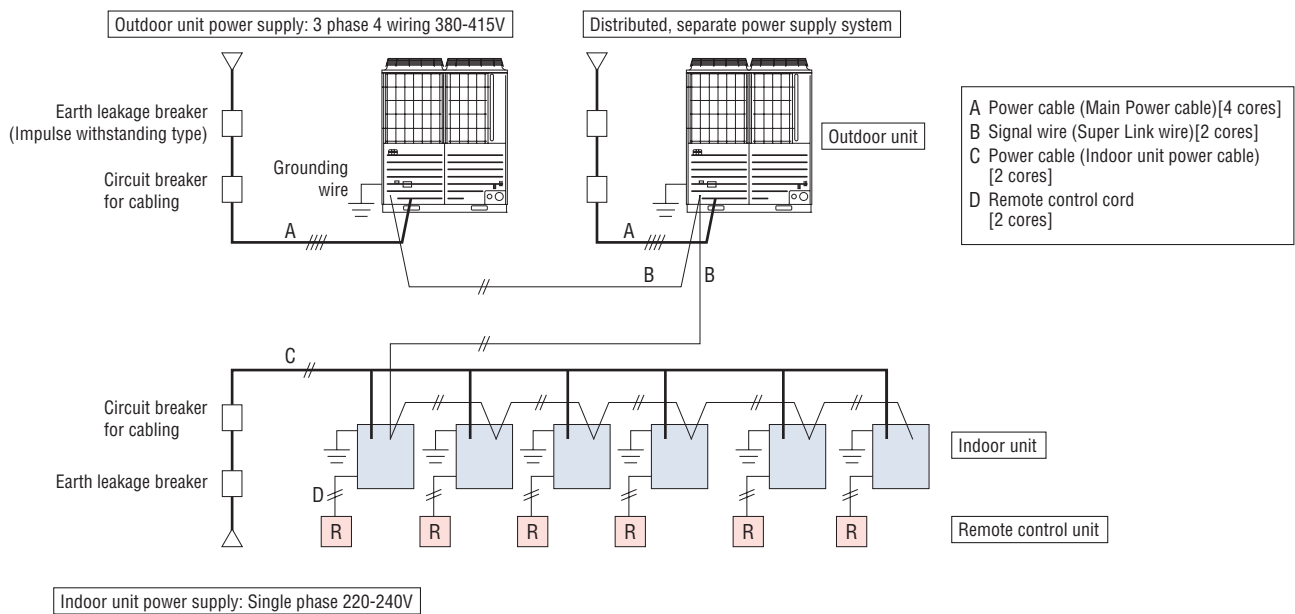 Outdoor unit power supply: 3 phase 4 wiring 380-415V
Distributed, separate power supply system
Earth leakage breaker
(Impulse withstanding type)
Circuit breaker
for cabling
Grounding
wire
Outdoor unit
A Power cable (Main Power cable)[4 cores]
B Signal wire (Super Link wire)[2 cores]
C Power cable (Indoor unit power cable)
[2 cores]
D Remote control cord
[2 cores]
A
A
B
B
C
Circuit breaker
for cabling
Earth leakage breaker
Indoor unit
D
R
R
R
R
R
R
Remote control unit
Indoor unit power supply: Single phase 220-240V